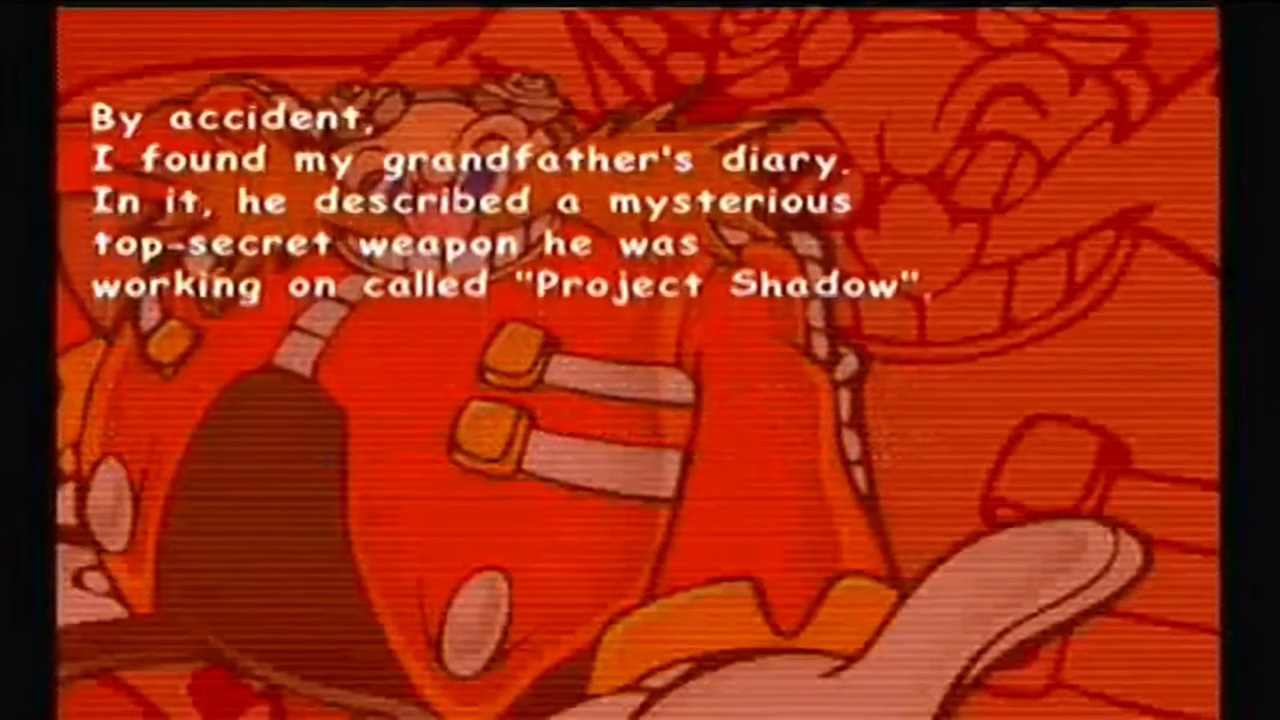 By accident,
I found my grandfather's diary.
In it, he described a mysterious
top-secret weapon he was
working on called "Project Shadow".